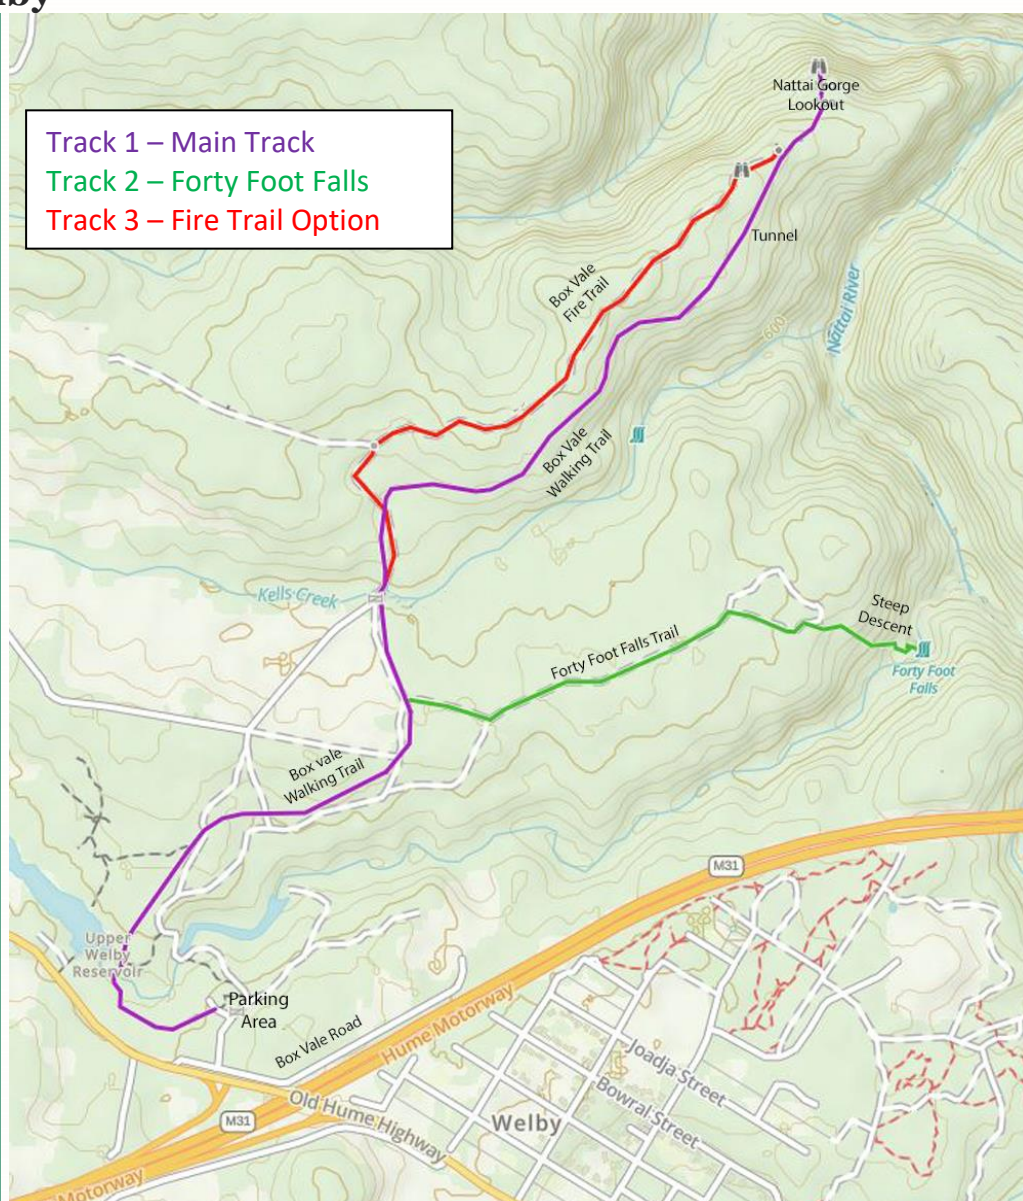 Nattai Gorge
Lookout
Track 1 – Main Track
Track 2 – Forty Foot Falls
Track 3 – Fire Trail Option
Tunnel
Box Vale
Fire Trail
Nattai River
600
Box Vale
Walking Trail
Kells Creek
Steep
Descent
Forty Foot Falls Trail
Forty Foot
Falls
Box vale
Walking Trail
M31
Upper
Welby
Reservoir
Parking
Area
Box Vale Road
Hume Motorway
Joadja Street
Bowral Street
Old Hume Highway
M31
Welby
Motorway